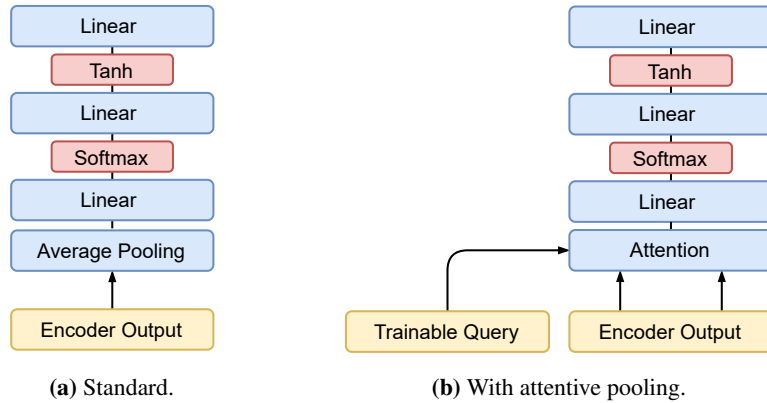 Linear
Tanh
Linear
Softmax
Linear
Average Pooling
Encoder Output
(a) Standard.
Linear
Tanh
Linear
Softmax
Linear
Attention
Trainable Query
Encoder Output
(b) With attentive pooling.